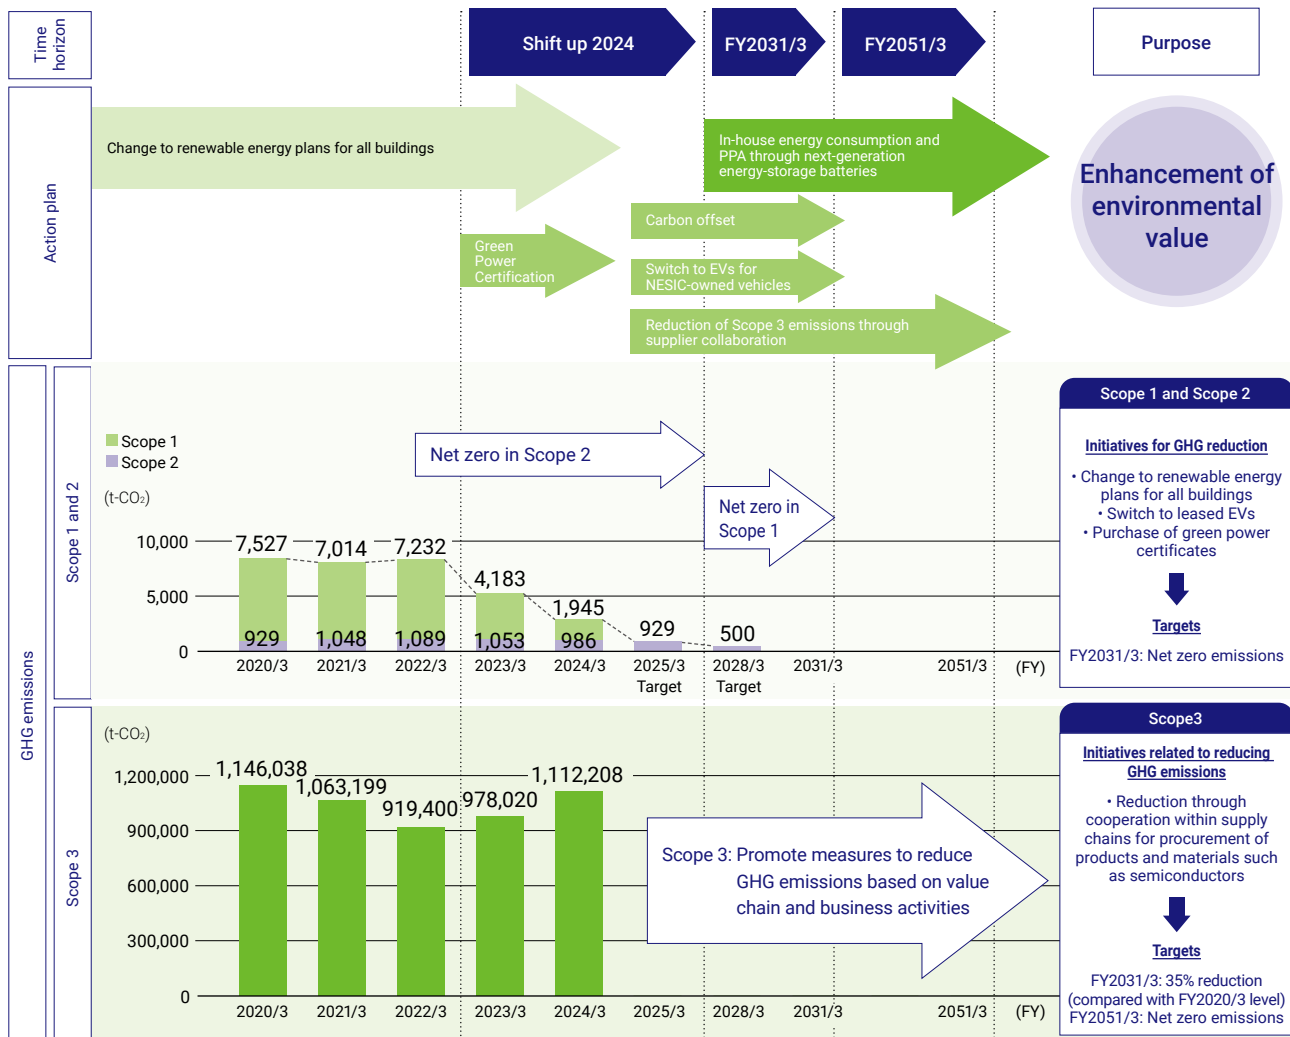 Time
horizon
Shift up 2024
FY2031/3
FY2051/3
Purpose
Action plan
Change to renewable energy plans for all buildings
In-house energy consumption and
PPA through next-generation
energy-storage batteries
Carbon offset
Green
Power
Certification
Switch to EVs for
NESIC-owned vehicles
Reduction of Scope 3 emissions through
supplier collaboration
Enhancement of
environmental
value
GHG emissions
Scope 1 and 2
Scope 1
Scope 2
(t-CO₂)
Net zero in Scope 2
Net zero in
Scope 1
10,000
5,000
0
7,527
7,014
7,232
4,183
1,945
929
500
929
1,048
1,089
1,053
986
2020/3
2021/3
2022/3
2023/3
2024/3
2025/3
Target
2028/3
Target
2031/3
2051/3
(FY)
Scope 1 and Scope 2
Initiatives for GHG reduction
• Change to renewable energy
plans for all buildings
• Switch to leased EVs
• Purchase of green power
certificates
Targets
FY2031/3: Net zero emissions
Scope 3
(t-CO₂)
1,200,000
900,000
600,000
300,000
0
1,146,038
1,063,199
919,400
978,020
1,112,208
Scope 3: Promote measures to reduce
GHG emissions based on value
chain and business activities
2020/3
2021/3
2022/3
2023/3
2024/3
2025/3
2028/3
2031/3
2051/3
(FY)
Scope3
Initiatives related to reducing
GHG emissions
• Reduction through
cooperation within supply
chains for procurement of
products and materials such
as semiconductors
Targets
FY2031/3: 35% reduction
(compared with FY2020/3 level)
FY2051/3: Net zero emissions